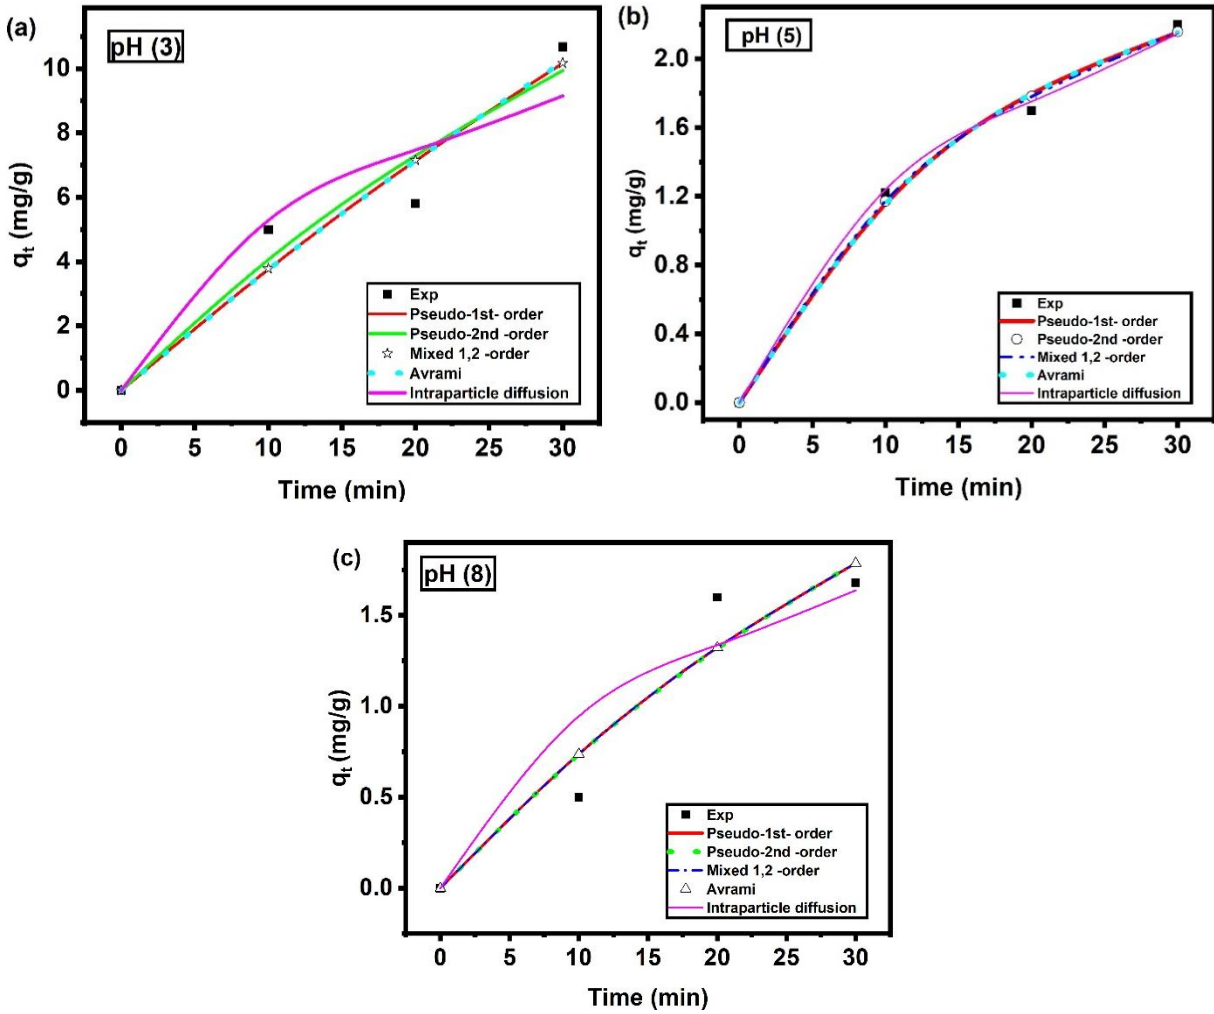 (a)
pH (3)
10
8
6
4
2
0
qt (mg/g)
Exp
Pseudo-1st- order
Pseudo-2nd -order
Mixed 1,2 -order
Avrami
Intraparticle diffusion
0 5 10 15 20 25 30
Time (min)
(b)
pH (5)
2.0
1.6
1.2
0.8
0.4
0.0
qt (mg/g)
Exp
Pseudo-1st- order
Pseudo-2nd -order
Mixed 1,2 -order
Avrami
Intraparticle diffusion
0 5 10 15 20 25 30
Time (min)
(c)
pH (8)
1.5
1.0
0.5
0.0
qt (mg/g)
Exp
Pseudo-1st- order
Pseudo-2nd -order
Mixed 1,2 -order
Avrami
Intraparticle diffusion
0 5 10 15 20 25 30
Time (min)